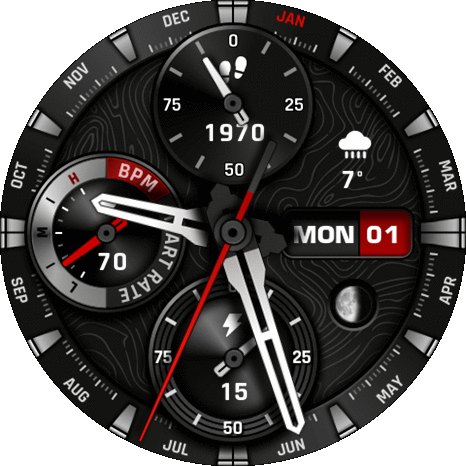 DEC
JAN
NOV
FEB
OCT
MAR
SEP
APR
AUG
MAY
JUL
JUN
0
75
25
50
1970
7°
H
BPM
M
L
70
ART RATE
MON 01
75
25
50
15